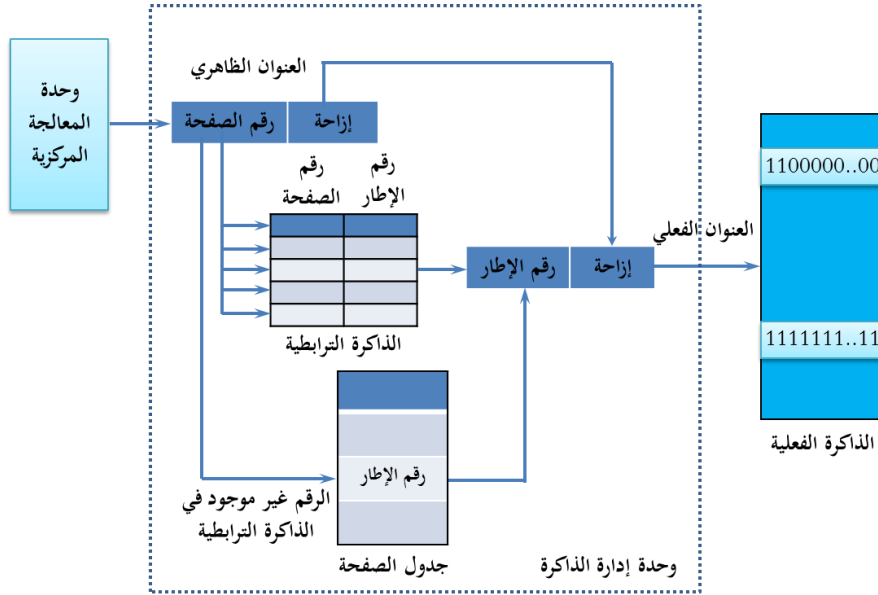 العنوان الظاهري
وحدة
المعالجة
المركزية
رقم الصفحة
إزاحة
رقم
الصفحة
رقم
الإطار
الذاكرة الترابطية
العنوان الفعلي
رقم الإطار
إزاحة
1100000..00
1111111..11
الذاكرة الفعلية
رقم الإطار
الرقم غير موجود في
الذاكرة الترابطية
جدول الصفحة
وحدة إدارة الذاكرة